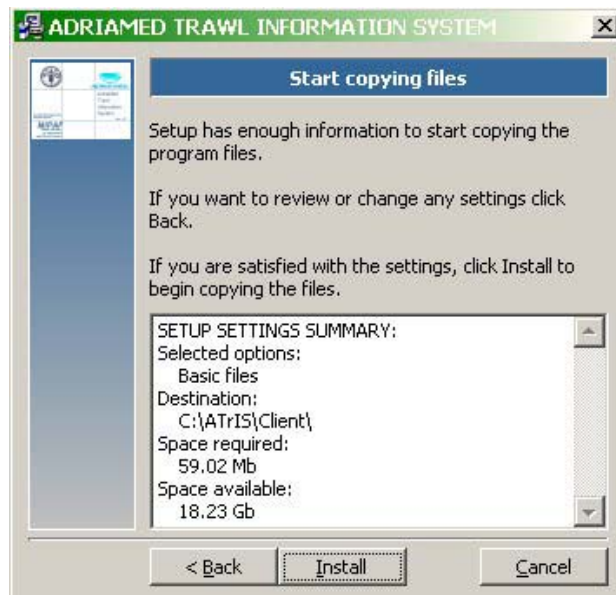 ADRIAMED TRAWL INFORMATION SYSTEM
Start copying files
Setup has enough information to start copying the
program files.
If you want to review or change any settings click
Back.
If you are satisfied with the settings, click Install to
begin copying the files.
SETUP SETTINGS SUMMARY:
Selected options:
Basic files
Destination:
C:\ATrIS\Client\
Space required:
59.02 Mb
Space available:
18.23 Gb
< Back
Install
Cancel